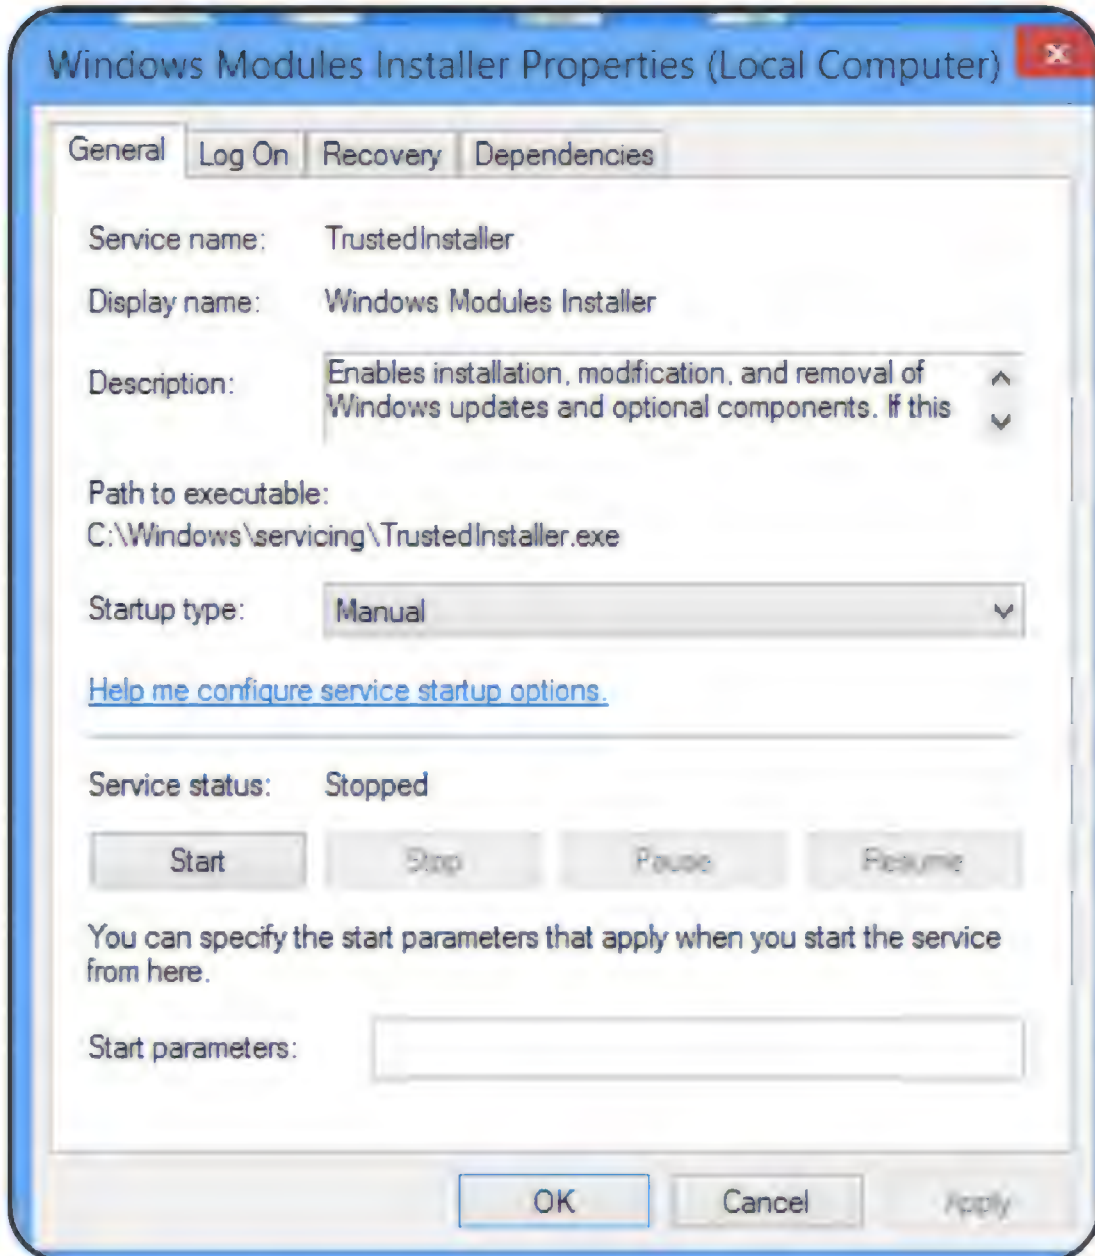 Windows Modules Installer Properties (Local Computer)
General Log On Recovery Dependencies
Service name: TrustedInstaller
Display name: Windows Modules Installer
Description: Enables installation, modification, and removal of
Windows updates and optional components. If this
Path to executable:
C:\Windows\servicing\TrustedInstaller.exe
Startup type: Manual
Help me configure service startup options.
Service status: Stopped
Start Stop Pause Resume
You can specify the start parameters that apply when you start the service
from here.
Start parameters:
OK Cancel Apply